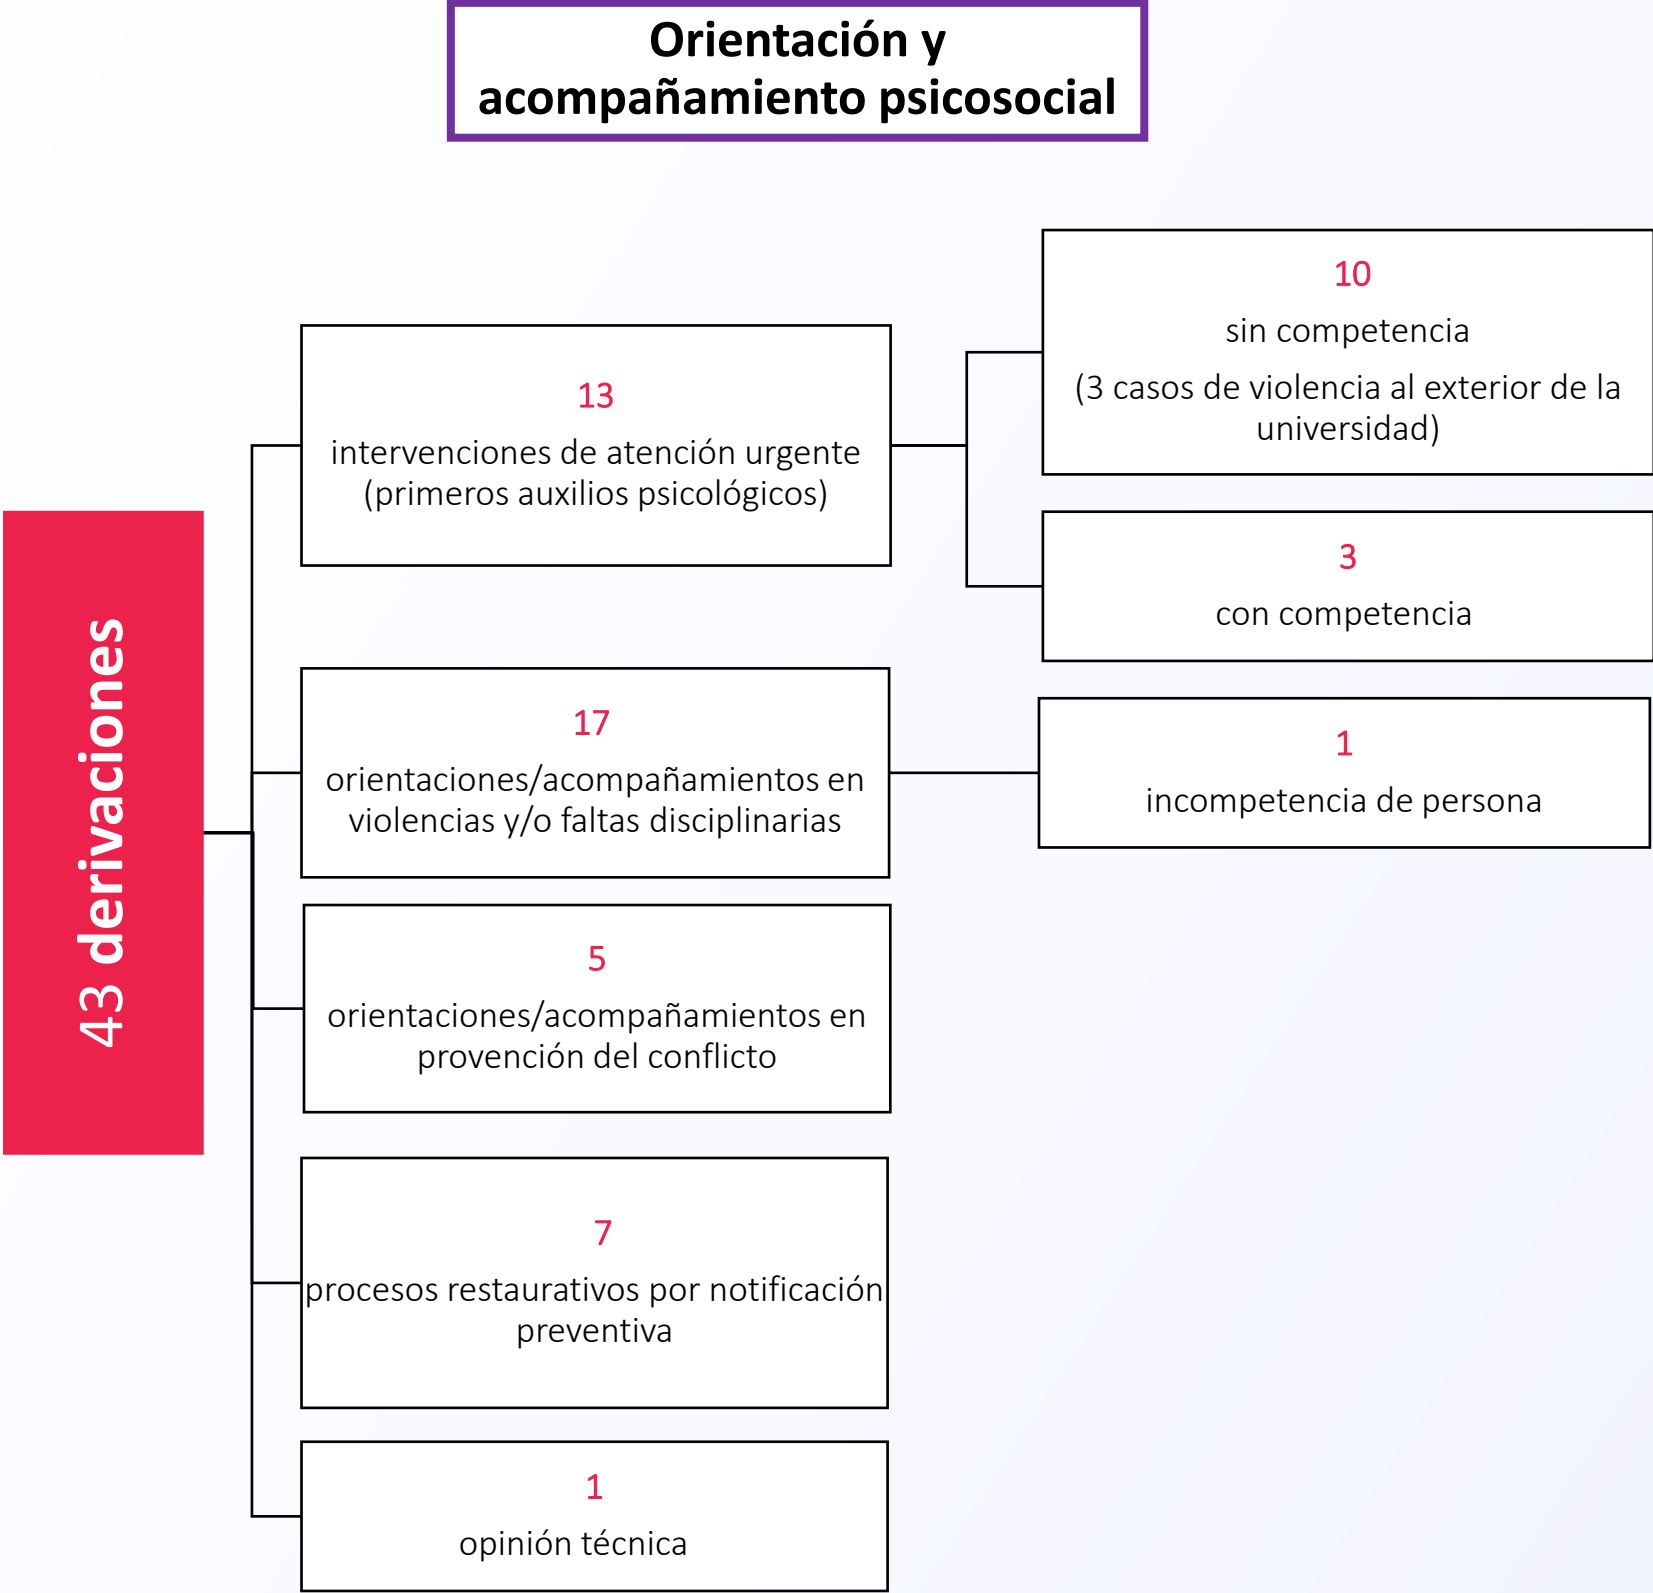 Orientación y
acompañamiento psicosocial
43 derivaciones
13
intervenciones de atención urgente
(primeros auxilios psicológicos)
10
sin competencia
(3 casos de violencia al exterior de la
universidad)
3
con competencia
17
orientaciones/acompañamientos en
violencias y/o faltas disciplinarias
1
incompetencia de persona
5
orientaciones/acompañamientos en
provención del conflicto
7
procesos restaurativos por notificación
preventiva
1
opinión técnica